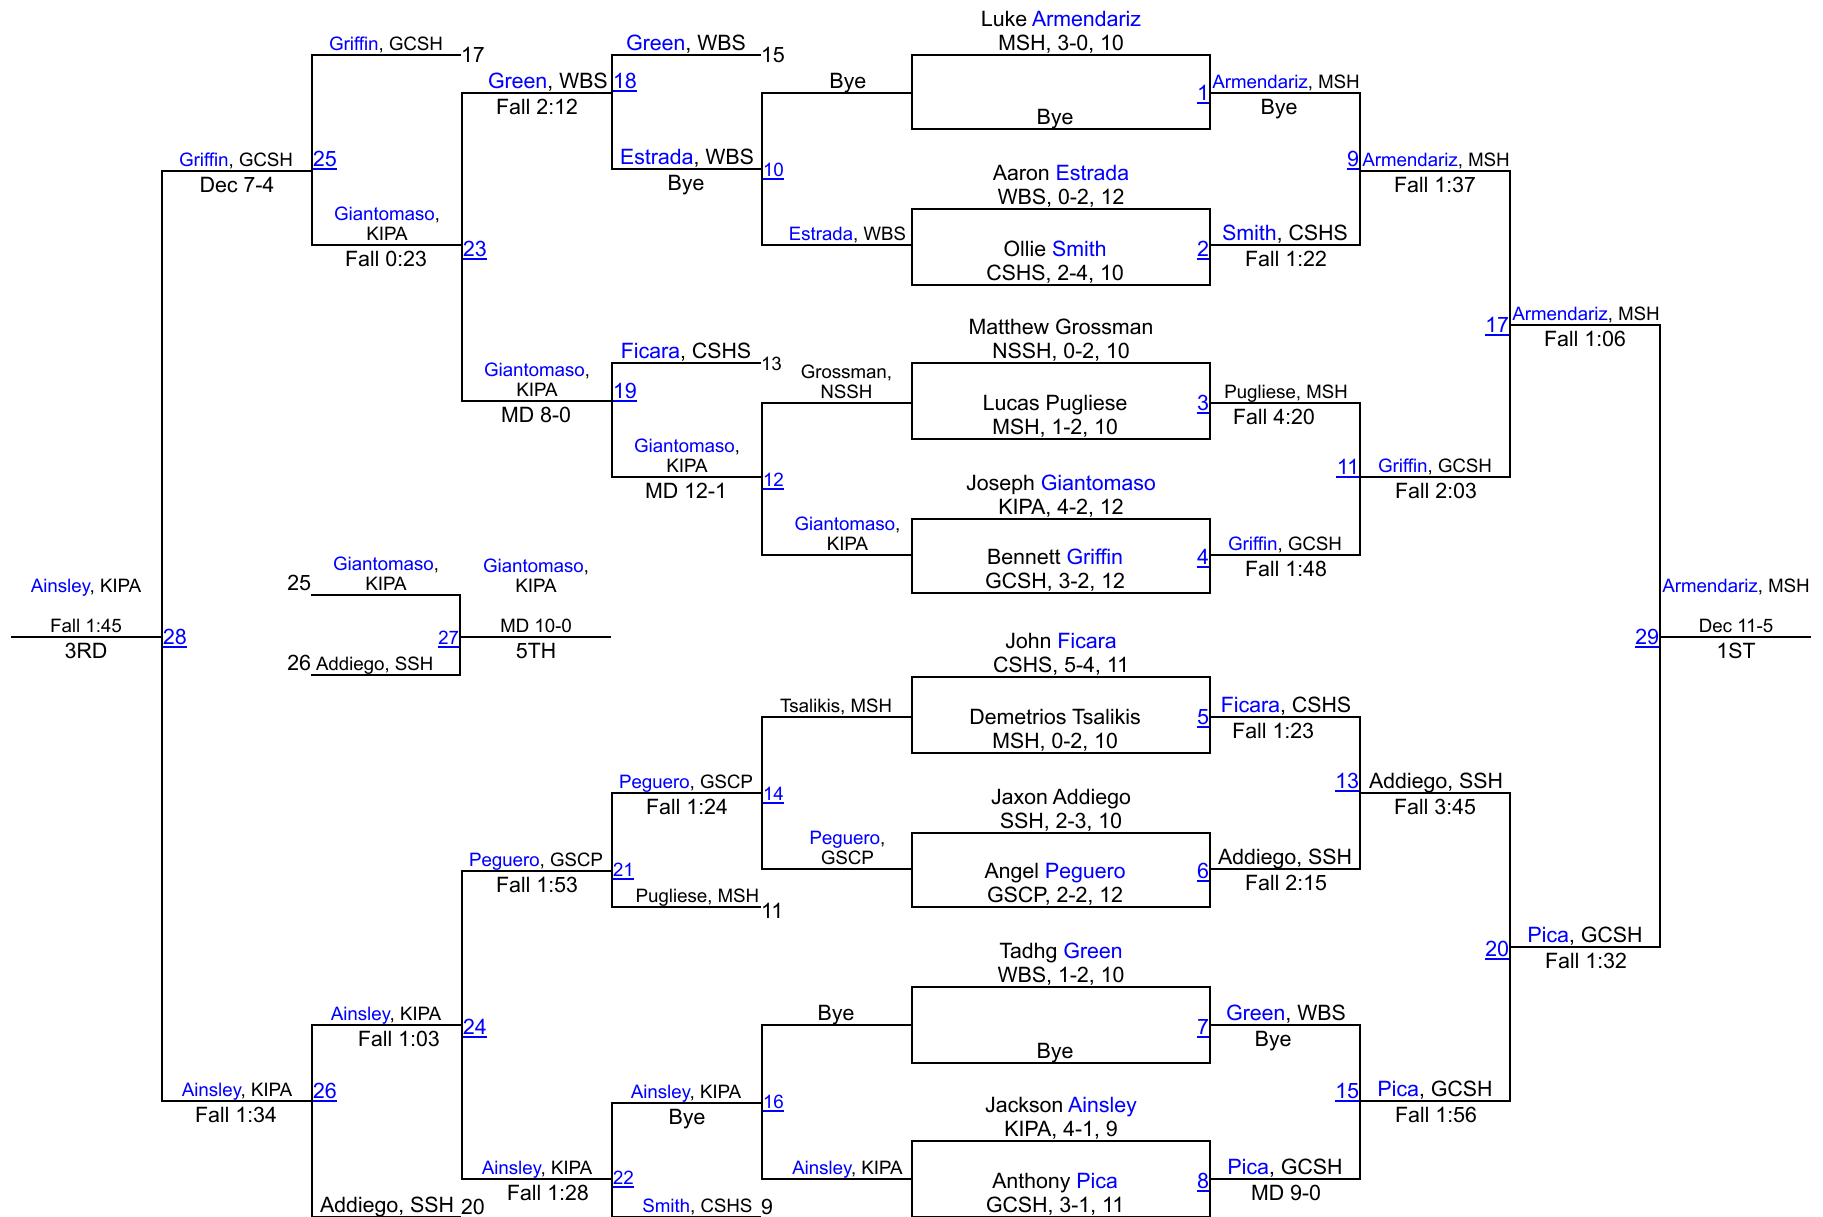 Luke Armendariz
MSH, 3-0, 10
Griffin, GCSH
17
Green, WBS
15
Green, WBS
18
Fall 2:12
Bye
1
Armendariz, MSH
Bye
Bye
Griffin, GCSH
25
Dec 7-4
Estrada, WBS
10
Bye
Aaron Estrada
WBS, 0-2, 12
9
Armendariz, MSH
Fall 1:37
Giantomaso,
KIPA
23
Fall 0:23
Estrada, WBS
Ollie Smith
CSHS, 2-4, 10
2
Smith, CSHS
Fall 1:22
Matthew Grossman
NSSH, 0-2, 10
17
Armendariz, MSH
Fall 1:06
Giantomaso,
KIPA
19
MD 8-0
Ficara, CSHS
13
Grossman,
NSSH
Lucas Pugliese
MSH, 1-2, 10
3
Pugliese, MSH
Fall 4:20
Giantomaso,
KIPA
12
MD 12-1
Joseph Giantomaso
KIPA, 4-2, 12
11
Griffin, GCSH
Fall 2:03
Giantomaso,
KIPA
Bennett Griffin
GCSH, 3-2, 12
4
Griffin, GCSH
Fall 1:48
Ainsley, KIPA
Fall 1:45
3RD
28
25
Giantomaso,
KIPA
27
26
Addiego, SSH
Giantomaso,
KIPA
MD 10-0
5TH
29
Armendariz, MSH
Dec 11-5
1ST
John Ficara
CSHS, 5-4, 11
Tsalikis, MSH
Demetrios Tsalikis
MSH, 0-2, 10
5
Ficara, CSHS
Fall 1:23
Peguero, GSCP
14
Fall 1:24
Jaxon Addiego
SSH, 2-3, 10
13
Addiego, SSH
Fall 3:45
Peguero, GSCP
21
Fall 1:53
Peguero,
GSCP
Angel Peguero
GSCP, 2-2, 12
6
Addiego, SSH
Fall 2:15
Pugliese, MSH
11
Tadhg Green
WBS, 1-2, 10
20
Pica, GCSH
Fall 1:32
Ainsley, KIPA
24
Fall 1:03
Bye
7
Green, WBS
Bye
Bye
Ainsley, KIPA
26
Fall 1:34
Ainsley, KIPA
16
Bye
Jackson Ainsley
KIPA, 4-1, 9
15
Pica, GCSH
Fall 1:56
Ainsley, KIPA
22
Fall 1:28
Ainsley, KIPA
Anthony Pica
GCSH, 3-1, 11
8
Pica, GCSH
MD 9-0
Addiego, SSH
20
Smith, CSHS
9